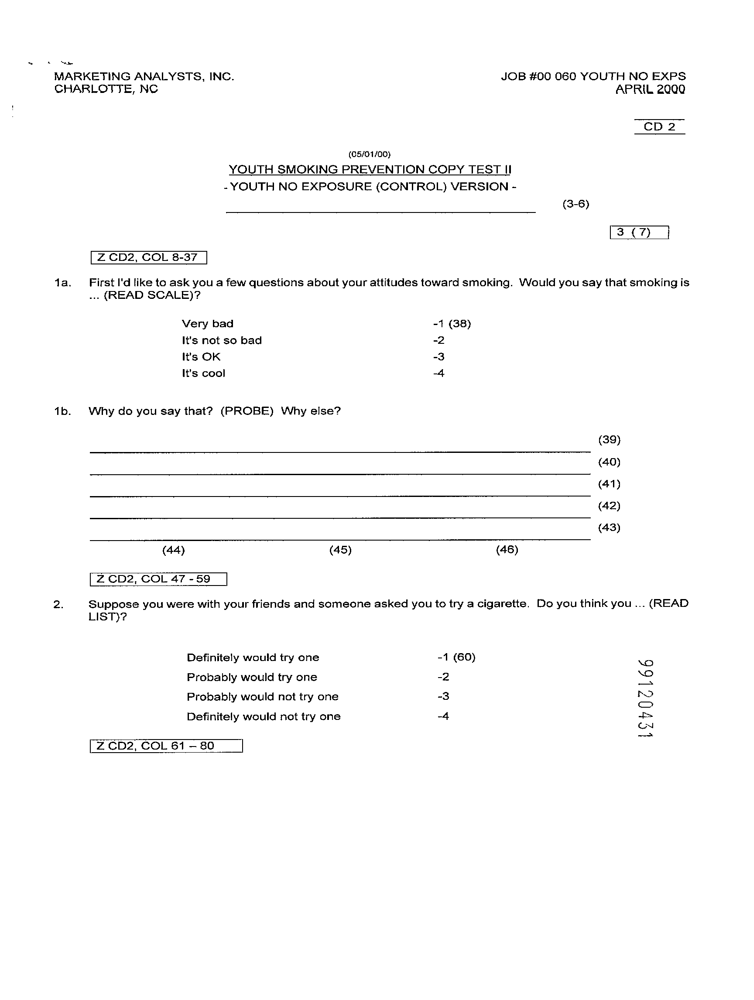 MARKETING ANALYSTS, INC. JOB #00 060 YOUTH NO EXPS
CHARLOTTE, NC APRIL 2000
CD 2
(05/01/00)
YOUTH SMOKING PREVENTION COPY TEST II
- YOUTH NO EXPOSURE (CONTROL) VERSION -
(3-6)
3 (7)
Z CD2, COL 8-37
1a. First I'd like to ask you a few questions about your attitudes toward smoking. Would you say that smoking is
... (READ SCALE)?
Very bad -1 (38)
It's not so bad -2
It's OK -3
It's cool -4
1b. Why do you say that? (PROBE) Why else?
(39)
(40)
(41)
(42)
(43)
(44) (45) (46)
Z CD2, COL 47 - 59
2. Suppose you were with your friends and someone asked you to try a cigarette. Do you think you ... (READ
LIST)?
Definitely would try one -1 (60)
Probably would try one -2
Probably would not try one -3
Definitely would not try one -4
Z CD2, COL 61 – 80
99120431